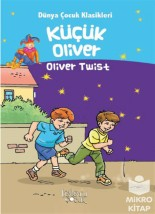 Dünya Çocuk Klasikleri
KÜÇÜK
Oliver
Oliver Twist
MİKRO
KİTAP